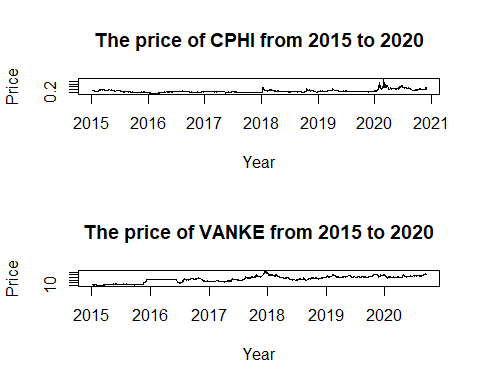 The price of CPHI from 2015 to 2020
Price
0.2
2015 2016 2017 2018 2019 2020 2021
Year
The price of VANKE from 2015 to 2020
Price
10
2015 2016 2017 2018 2019 2020
Year